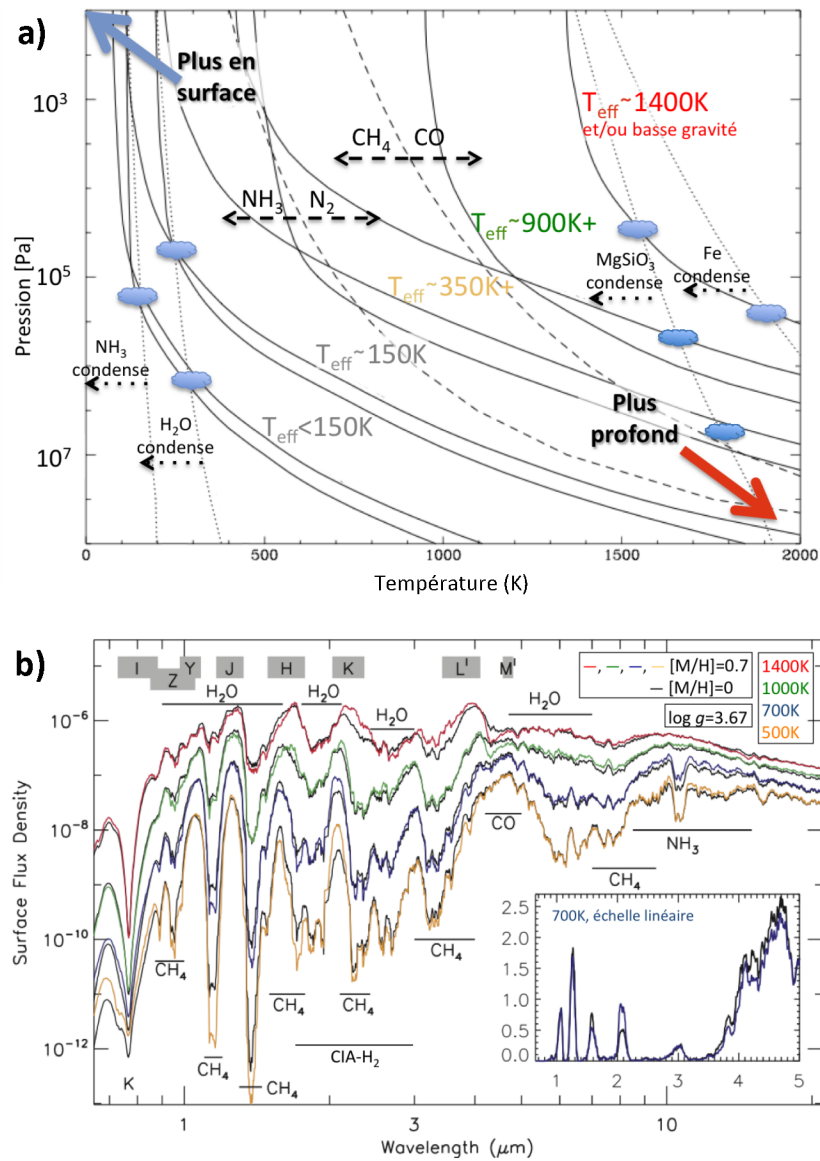 a)
Plus en
surface
10³
T_eff~1400K
et/ou basse gravité
CH₄ CO
NH₃ N₂
T_eff~900K+
MgSiO₃
condense
Fe
condense
10⁵
Pression [Pa]
T_eff~350K+
NH₃
condense
T_eff~150K
Plus
profond
H₂O
condense
T_eff<150K
10⁷
0 500 1000 1500 2000
Température (K)
b)
I Z Y J H K L' M'
[M/H]=0.7
[M/H]=0
log g=3.67
1400K
1000K
700K
500K
H₂O H₂O H₂O H₂O
10⁻⁶
10⁻⁸
10⁻¹⁰
10⁻¹²
Surface Flux Density
CO
NH₃
CH₄
CH₄
CH₄
CH₄
CH₄
CIA-H₂
CH₄
CH₄
K
700K, échelle linéaire
2.5
2.0
1.5
1.0
0.5
0.0
1 2 3 4 5
1 3 10
Wavelength (μm)